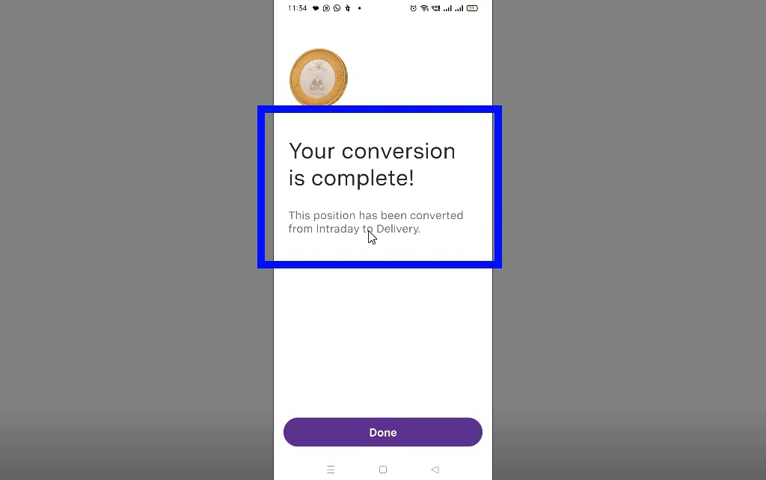 11:34
Your conversion
is complete!
This position has been converted
from Intraday to Delivery.
Done